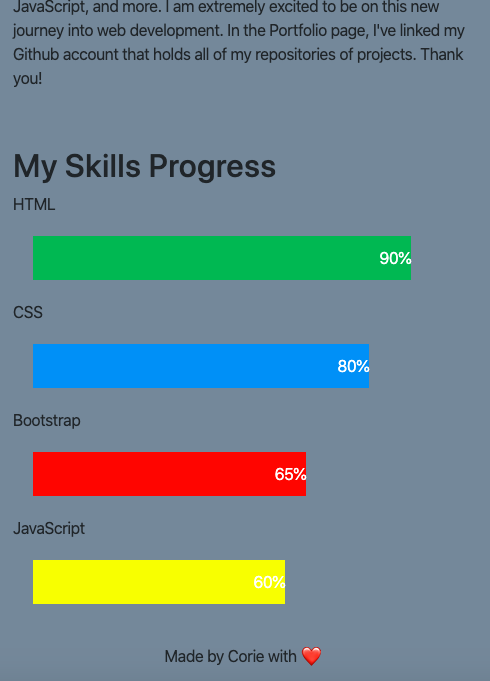 JavaScript, and more. I am extremely excited to be on this new
journey into web development. In the Portfolio page, I've linked my
Github account that holds all of my repositories of projects. Thank
you!
My Skills Progress
HTML
90%
CSS
80%
Bootstrap
65%
JavaScript
60%
Made by Corie with ❤️